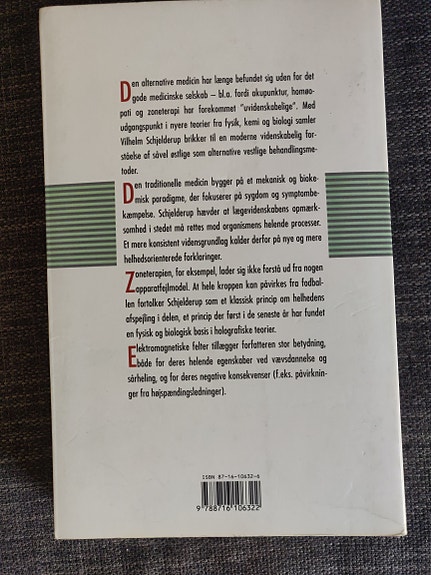 Den alternative medicin har længe befundet sig uden for det
gode medicinske selskab – bl.a. fordi akupunktur, homøo-
pati og zoneterapi har forekommet "uvidenskabelige". Med
udgangspunkt i nyere teorier fra fysik, kemi og biologi samler
Vilhelm Schjelderup brikker til en moderne videnskabelig for-
ståelse af såvel østlige som alternative vestlige behandlingsme-
toder.
Den traditionelle medicin bygger på et mekanisk og bioke-
misk paradigme, der fokuserer på sygdom og symptombe-
kæmpelse. Schjelderup hævder at lægevidenskabens opmærk-
somhed i stedet må rettes mod organismens helende processer.
Et mere konsistent vidensgrundlag kalder derfor på nye og mere
helhedsorienterede forklaringer.
Zoneterapien, for eksempel, lader sig ikke forstå ud fra nogen
apparatfejlmodel. At hele kroppen kan påvirkes fra fodbal-
len fortolker Schjelderup som et klassisk princip om helhedens
afspejling i delen, et princip der først i de seneste år har fundet
en fysisk og biologisk basis i holografiske teorier.
Elektromagnetiske felter tillægger forfatteren stor betydning,
både for deres helende egenskaber ved vævsdannelse og
sårheling, og for deres negative konsekvenser (f.eks. påvirknin-
ger fra højspændingsledninger).
ISBN 87-16-10632-6
9 788716 106322